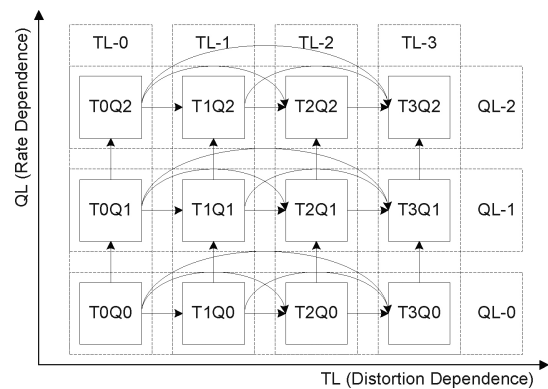 TL-0 TL-1 TL-2 TL-3
T0Q2 T1Q2 T2Q2 T3Q2 QL-2
T0Q1 T1Q1 T2Q1 T3Q1 QL-1
T0Q0 T1Q0 T2Q0 T3Q0 QL-0
QL (Rate Dependence)
TL (Distortion Dependence)